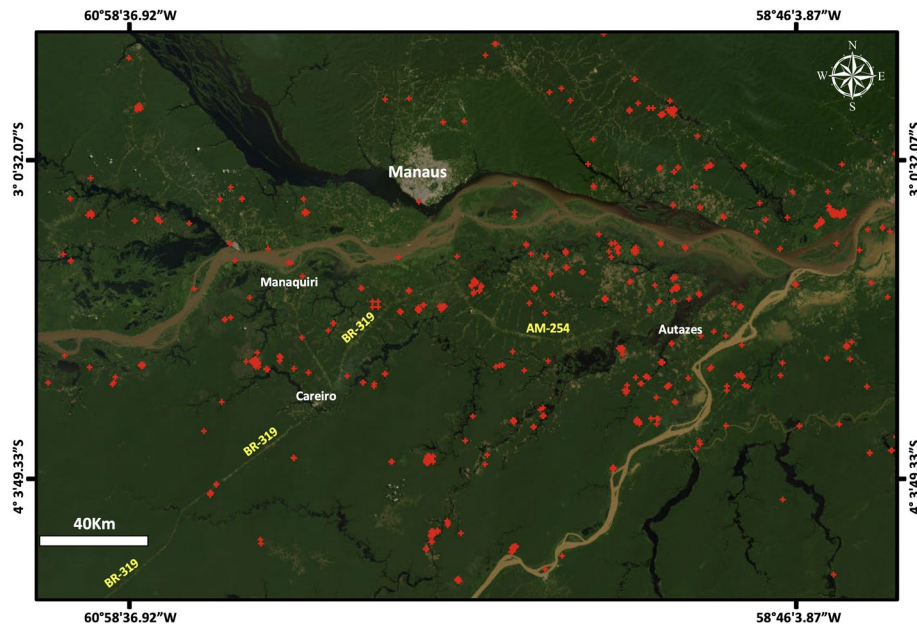 60°58'36.92"W
58°46'3.87"W
N
W E
S
3° 0'32.07"S
3° 0'32.07"S
Manaus
Manaquiri
BR-319
AM-254
Autazes
Careiro
BR-319
4° 3'49.33"S
4° 3'49.33"S
40Km
BR-319
60°58'36.92"W
58°46'3.87"W